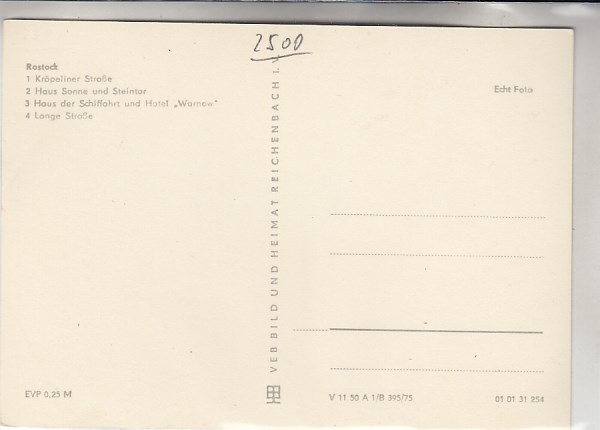 2500
Rostock
1 Kröpeliner Straße
2 Haus Sonne und Steintor
3 Haus der Schiffahrt und Hotel „Warnow“
4 Lange Straße
Echt Foto
VEB BILD UND HEIMAT REICHENBACH I. V.
EVP 0,25 M
V 11 50 A 1/B 395/75
01 01 31 254